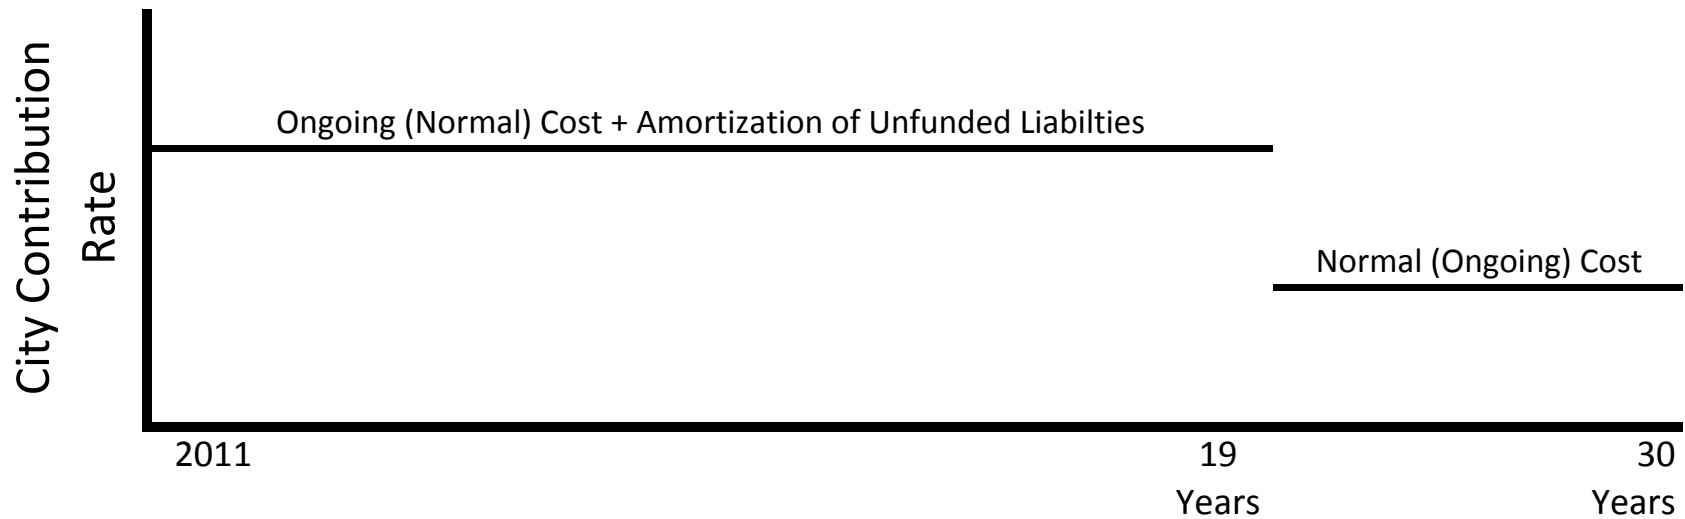 City Contribution
Rate
Ongoing (Normal) Cost + Amortization of Unfunded Liabilties
Normal (Ongoing) Cost
2011
19
Years
30
Years